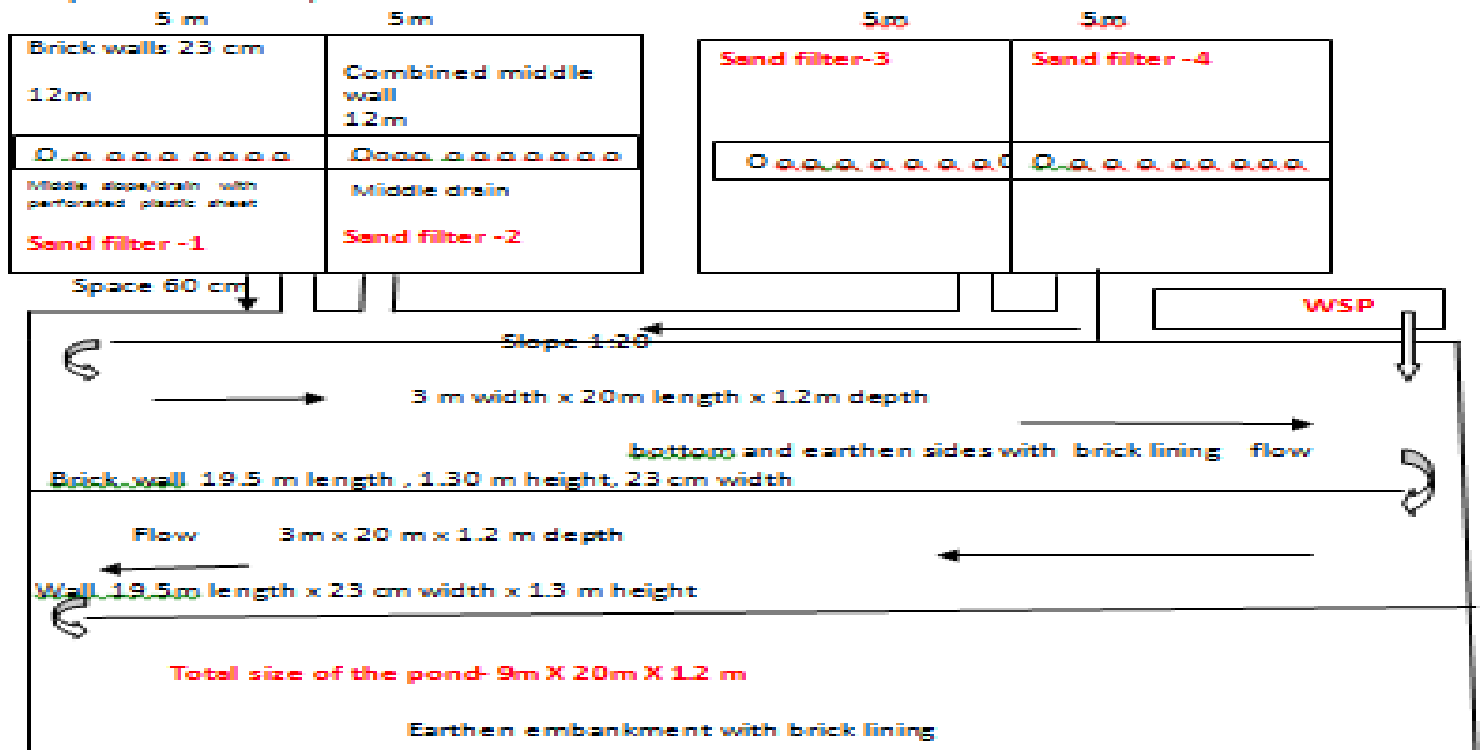 5 m
5m
5m
5m
Brick walls 23 cm
12m
Combined middle
wall
12m
Sand filter-3
Sand filter -4
O o o o o o o o
Oooo o o o o o o o
O o o o o o o o o O
O o o o o o o o o o
Middle slope/drain with
perforated plastic sheet
Middle drain
Sand filter -1
Sand filter -2
Space 60 cm
WSP
Slope 1:20
3 m width x 20m length x 1.2m depth
bottom and earthen sides with brick lining flow
Brick wall 19.5 m length , 1.30 m height, 23 cm width
Flow 3m x 20 m x 1.2 m depth
Wall 19.5m length x 23 cm width x 1.3 m height
Total size of the pond- 9m X 20m X 1.2 m
Earthen embankment with brick lining